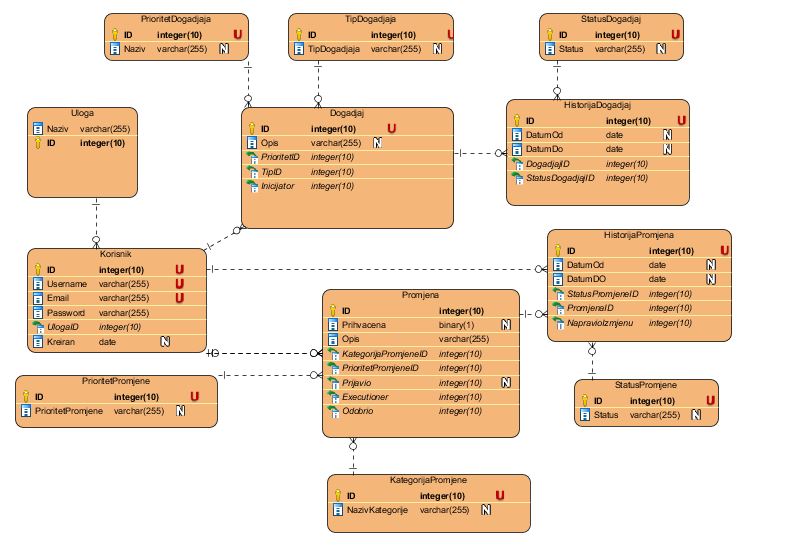 PrioritetDogadjaja
ID integer(10) U
Naziv varchar(255) N
TipDogadjaja
ID integer(10) U
TipDogadjaja varchar(255) N
StatusDogadjaj
ID integer(10) U
Status varchar(255) N
Uloga
Naziv varchar(255)
ID integer(10)
Dogadjaj
ID integer(10) U
Opis varchar(255) N
PrioritetID integer(10)
TipID integer(10)
Inicijator integer(10)
HistorijaDogadjaj
ID integer(10) U
DatumOd date N
DatumDo date N
DogadjajID integer(10)
StatusDogadjajID integer(10)
Korisnik
ID integer(10) U
Username varchar(255) U
Email varchar(255) U
Password varchar(255)
UlogaID integer(10)
Kreiran date N
HistorijaPromjena
ID integer(10) U
DatumOd date N
DatumDO date N
StatusPromjeneID integer(10)
PromjenaID integer(10)
NapravioIzmjenu integer(10)
Promjena
ID integer(10)
Prihvacena binary(1) N
Opis varchar(255)
KategorijaPromjeneID integer(10)
PrioritetPromjeneID integer(10)
Prijavio integer(10) N
Executioner integer(10)
Odobrio integer(10)
PrioritetPromjene
ID integer(10) U
PrioritetPromjene varchar(255) N
StatusPromjene
ID integer(10) U
Status varchar(255) N
KategorijaPromjene
ID integer(10) U
NazivKategorije varchar(255) N